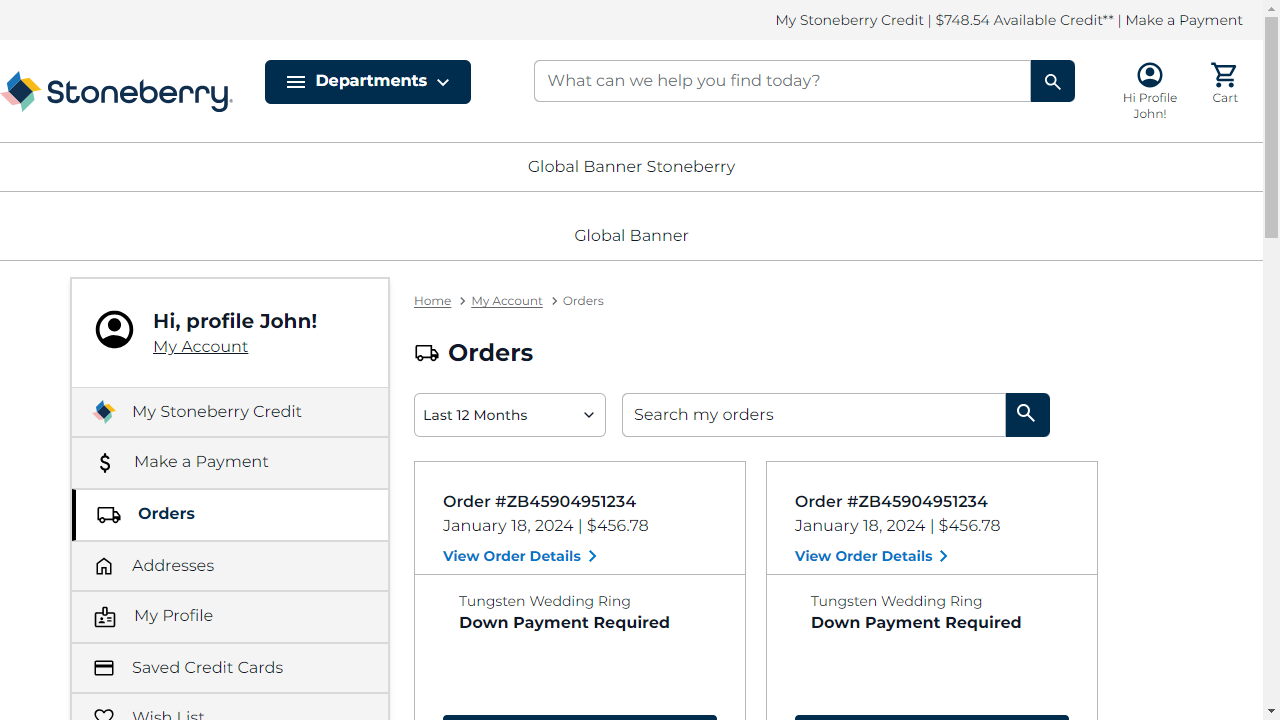 My Stoneberry Credit | $748.54 Available Credit** | Make a Payment
Stoneberry
Departments
What can we help you find today?
Hi Profile
John!
Cart
Global Banner Stoneberry
Global Banner
Hi, profile John!
My Account
My Stoneberry Credit
Make a Payment
Orders
Addresses
My Profile
Saved Credit Cards
Wish List
Home > My Account > Orders
Orders
Last 12 Months
Search my orders
Order #ZB45904951234
January 18, 2024 | $456.78
View Order Details
Tungsten Wedding Ring
Down Payment Required
Order #ZB45904951234
January 18, 2024 | $456.78
View Order Details
Tungsten Wedding Ring
Down Payment Required